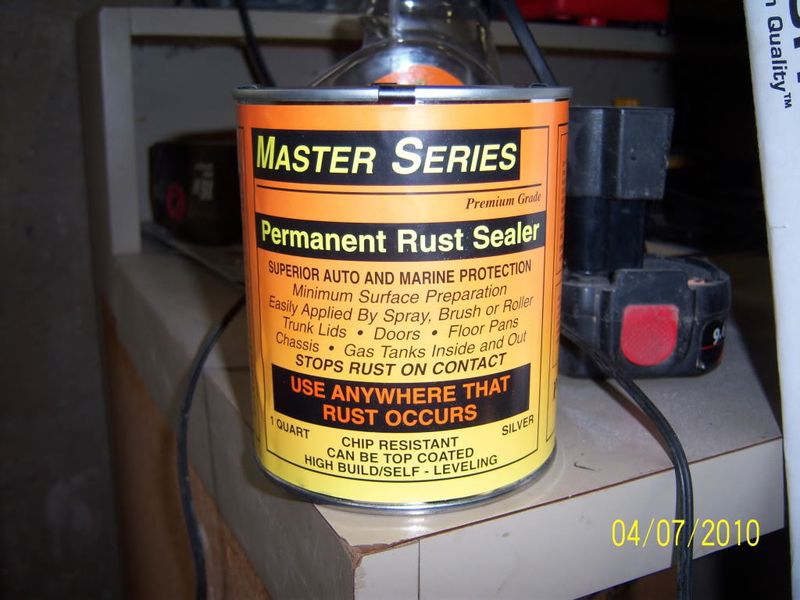 n Quality™
MASTER SERIES
Premium Grade
Permanent Rust Sealer
SUPERIOR AUTO AND MARINE PROTECTION
Minimum Surface Preparation
Easily Applied By Spray, Brush or Roller
Trunk Lids • Doors • Floor Pans
Chassis • Gas Tanks Inside and Out
STOPS RUST ON CONTACT
USE ANYWHERE THAT
RUST OCCURS
1 QUART
SILVER
CHIP RESISTANT
CAN BE TOP COATED
HIGH BUILD/SELF - LEVELING
04/07/2010